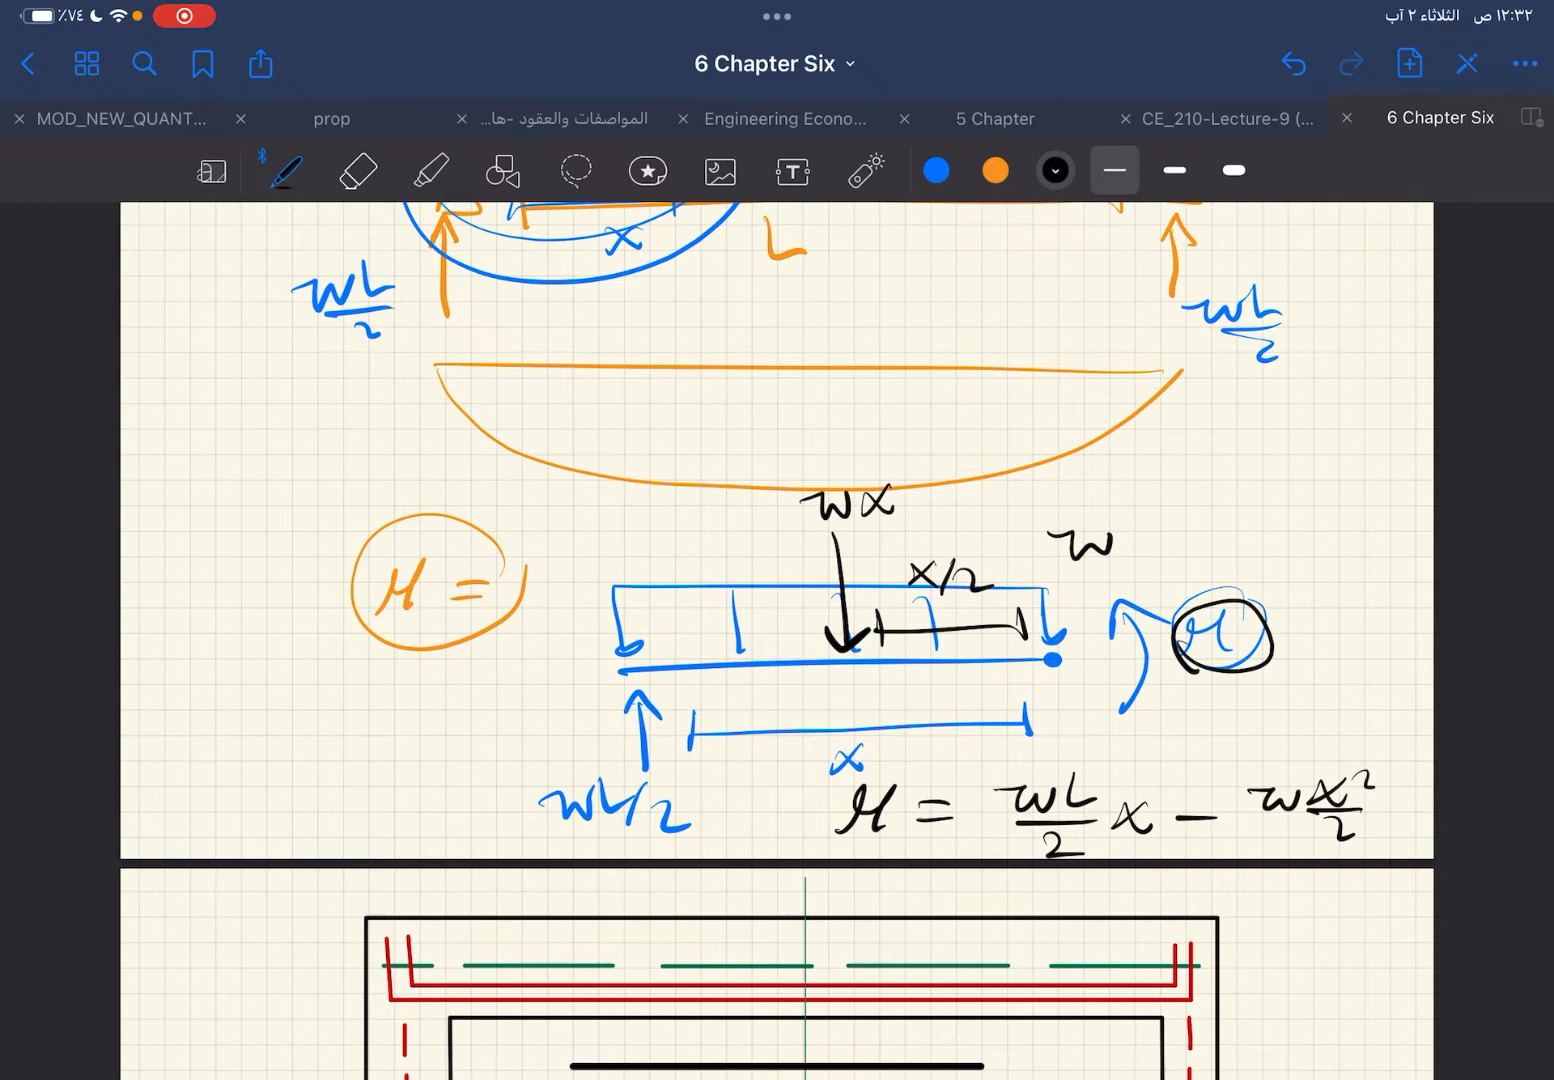 ٪٧٤ الثلاثاء ٢ آب ١٢:٣٢ ص
6 Chapter Six
MOD_NEW_QUANT...
prop
المواصفات والعقود -ها...
Engineering Econo...
5 Chapter
CE_210-Lecture-9 (...
6 Chapter Six
T
x
L
wL/2
wL/2
wx
w
M =
x/2
M
x
wL/2
M = wL/2 x - wx²/2